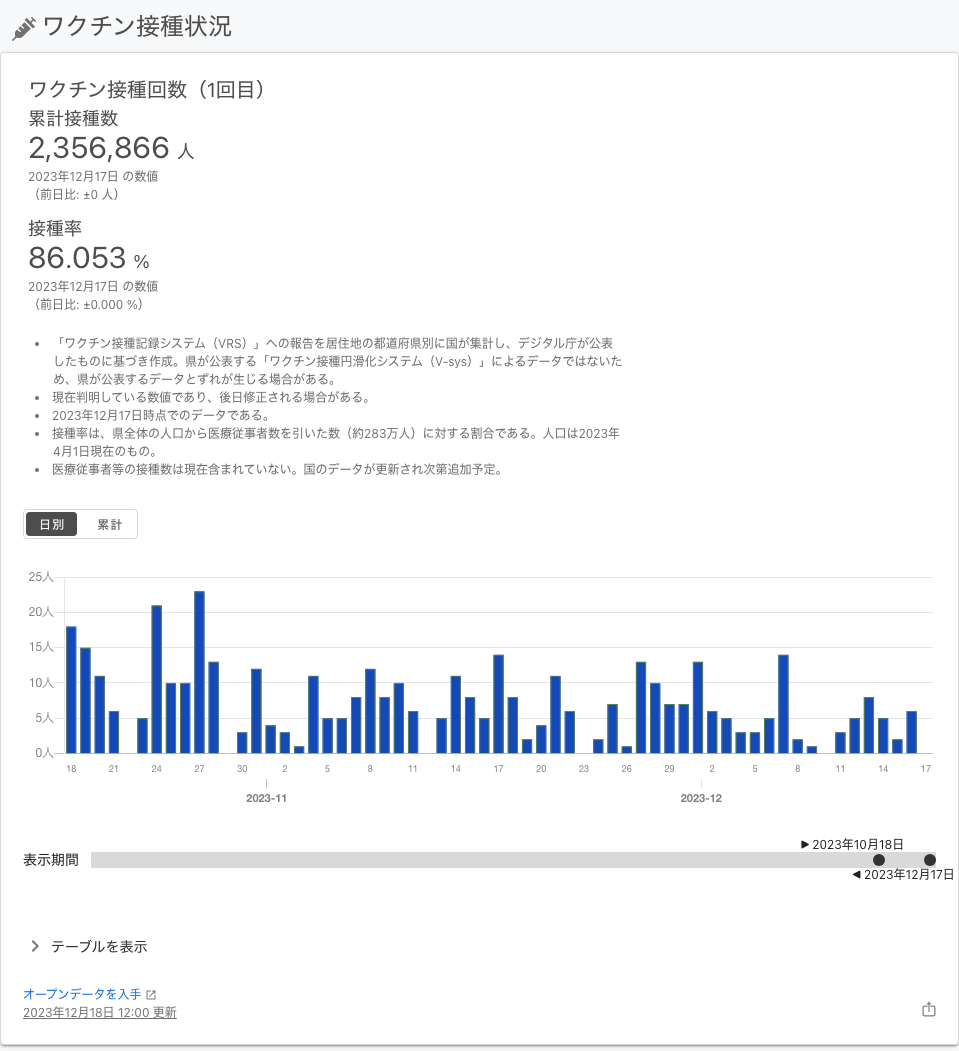 ワクチン接種状況
ワクチン接種回数（1回目）
累計接種数
2,356,866 人
2023年12月17日 の数値
（前日比: ±0 人）
接種率
86.053 %
2023年12月17日 の数値
（前日比: ±0.000 %）
• 「ワクチン接種記録システム（VRS）」への報告を居住地の都道府県別に国が集計し、デジタル庁が公表
したものに基づき作成。県が公表する「ワクチン接種円滑化システム（V-sys）」によるデータではないた
め、県が公表するデータとずれが生じる場合がある。
• 現在判明している数値であり、後日修正される場合がある。
• 2023年12月17日時点でのデータである。
• 接種率は、県全体の人口から医療従事者数を引いた数（約283万人）に対する割合である。人口は2023年
4月1日現在のもの。
• 医療従事者等の接種数は現在含まれていない。国のデータが更新され次第追加予定。
日別 累計
25人
20人
15人
10人
5人
0人
18 21 24 27 30 2 5 8 11 14 17 20 23 26 29 2 5 8 11 14 17
2023-11 2023-12
▶ 2023年10月18日
表示期間
◀ 2023年12月17日
テーブルを表示
オープンデータを入手
2023年12月18日 12:00 更新